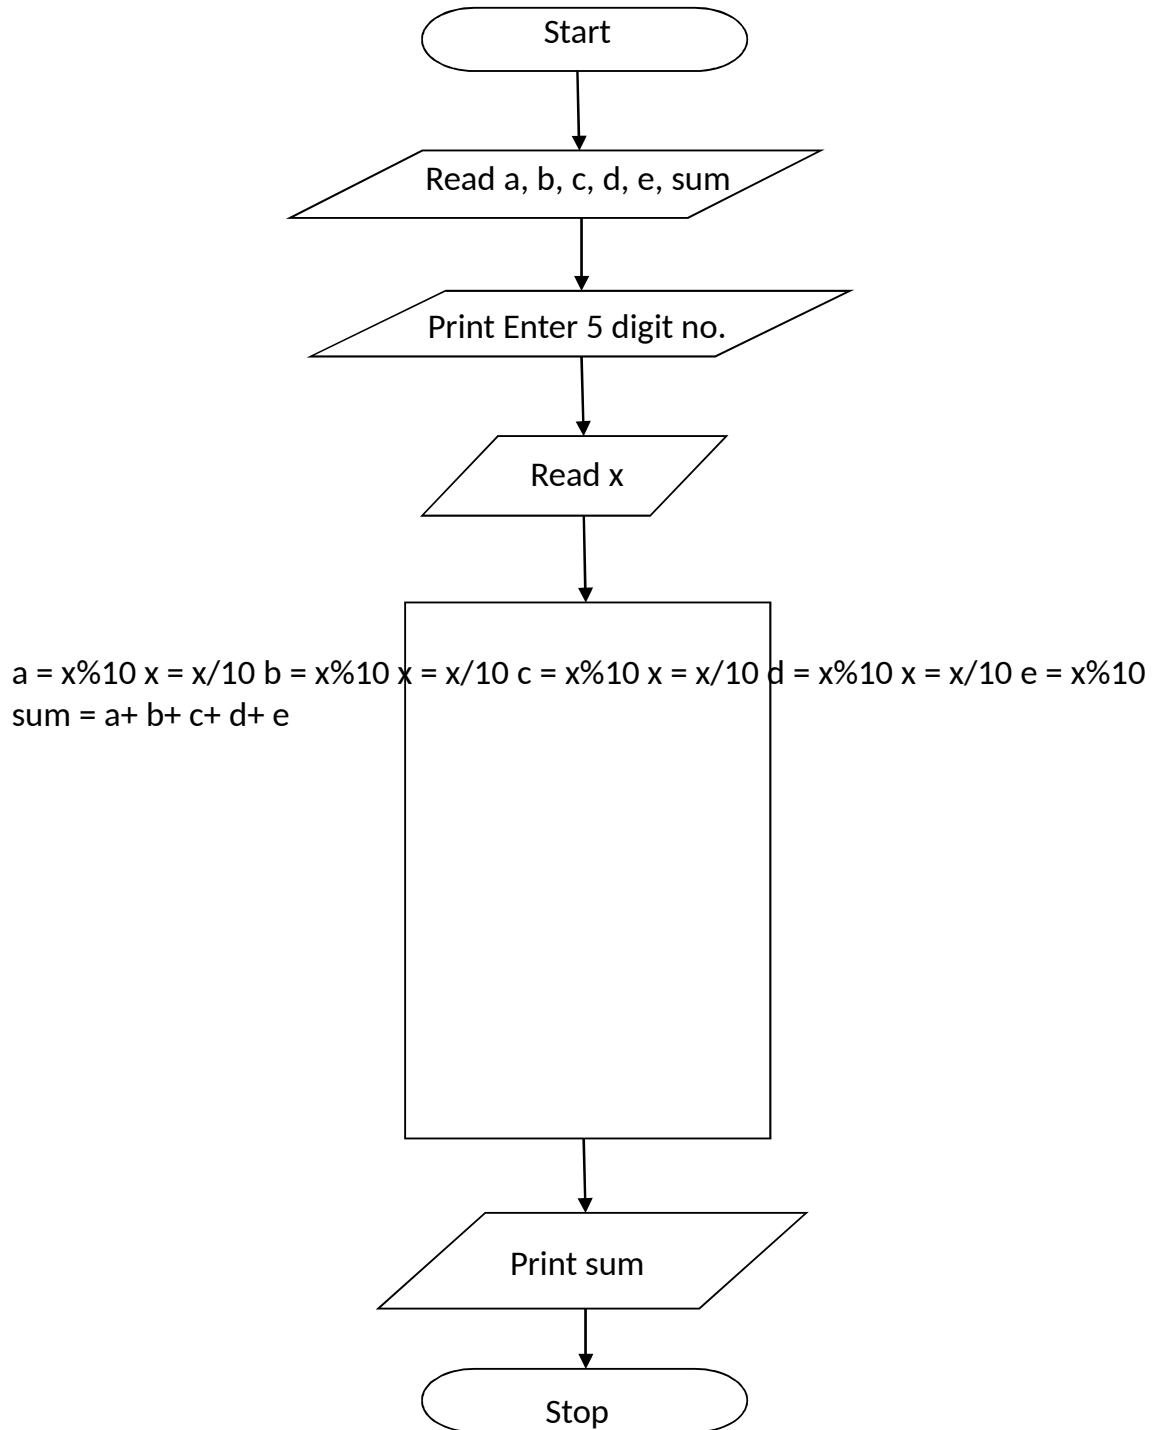 Start
Read a, b, c, d, e, sum
Print Enter 5 digit no.
Read x
a = x%10 x = x/10 b = x%10 x = x/10 c = x%10 x = x/10 d = x%10 x = x/10 e = x%10
sum = a+ b+ c+ d+ e
Print sum
Stop